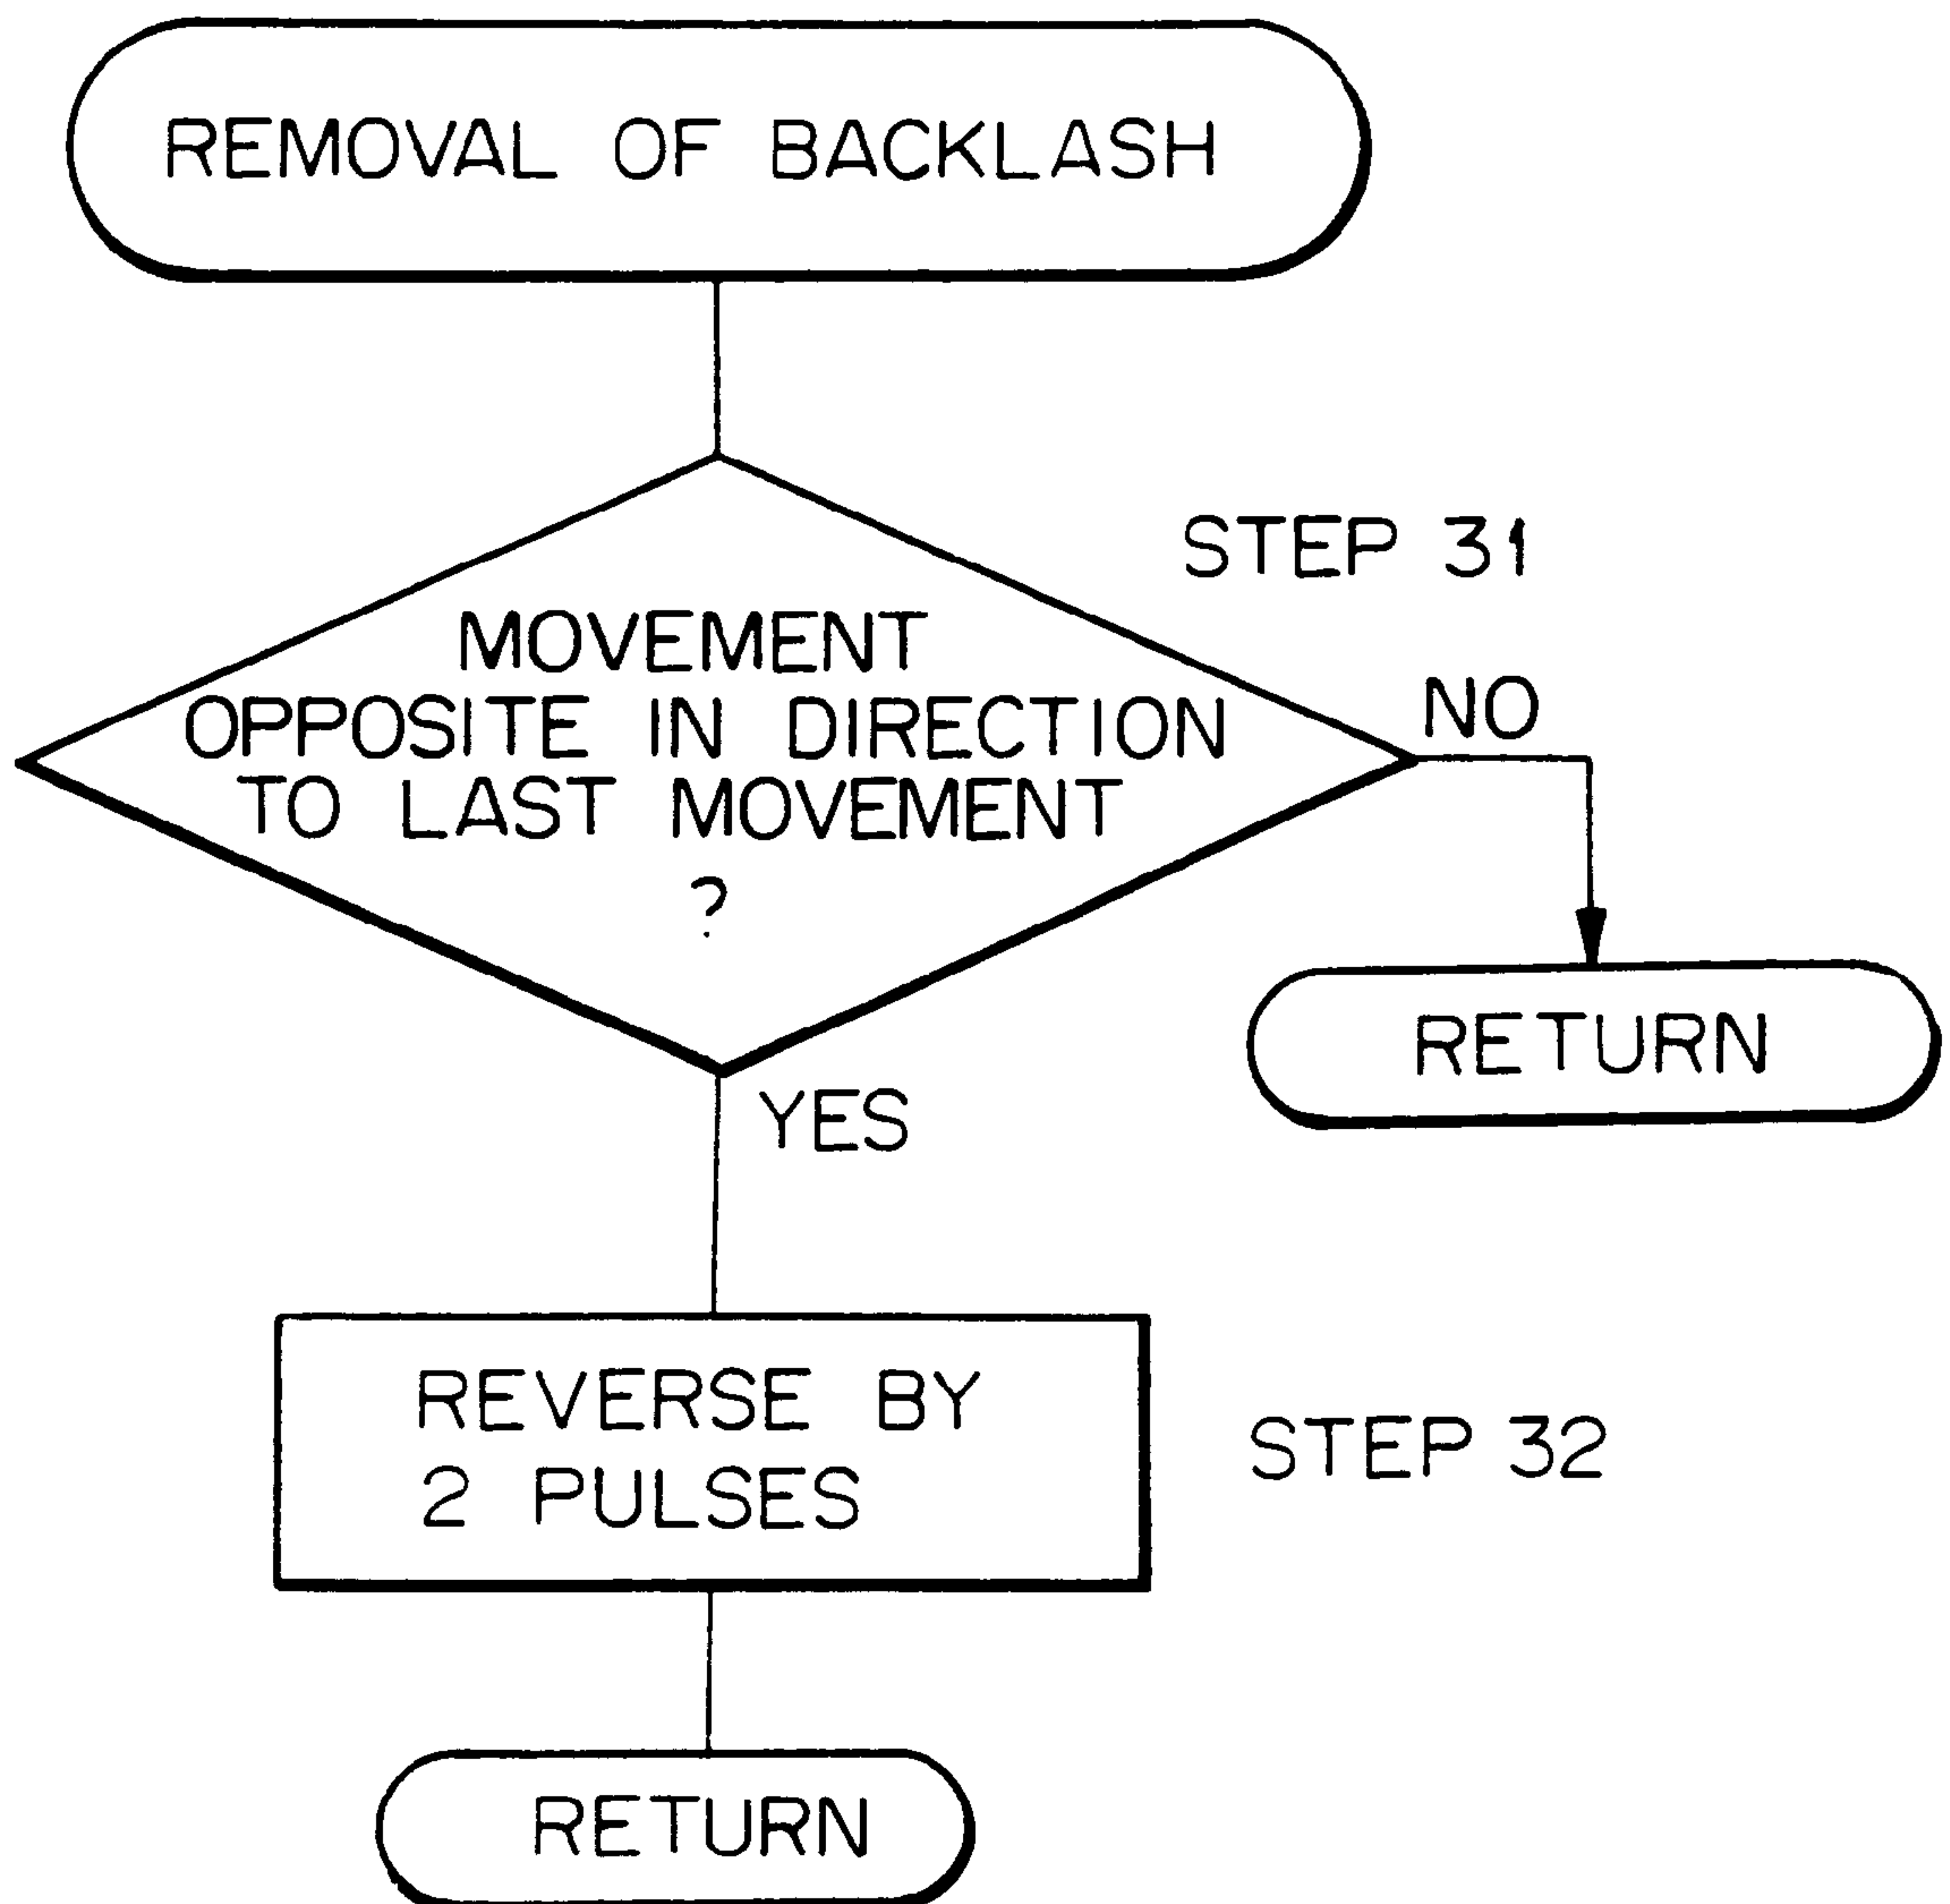 REMOVAL OF BACKLASH
STEP 31
MOVEMENT
OPPOSITE IN DIRECTION
TO LAST MOVEMENT
?
NO
RETURN
YES
REVERSE BY
2 PULSES
STEP 32
RETURN